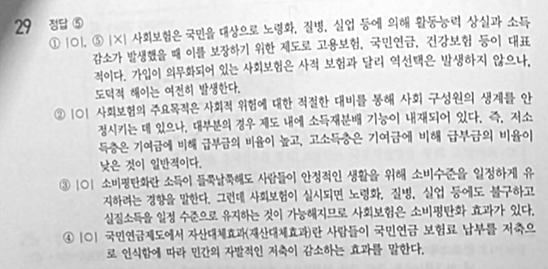 29 정답 ⑤
① |O|, ⑤ |×| 사회보험은 국민을 대상으로 노령화, 질병, 실업 등에 의해 활동능력 상실과 소득
감소가 발생했을 때 이를 보장하기 위한 제도로 고용보험, 국민연금, 건강보험 등이 대표
적이다. 가입이 의무화되어 있는 사회보험은 사적 보험과 달리 역선택은 발생하지 않으나,
도덕적 해이는 여전히 발생한다.
② |O| 사회보험의 주요목적은 사회적 위험에 대한 적절한 대비를 통해 사회 구성원의 생계를 안
정시키는 데 있으나, 대부분의 경우 제도 내에 소득재분배 기능이 내재되어 있다. 즉, 저소
득층은 기여금에 비해 급부금의 비율이 높고, 고소득층은 기여금에 비해 급부금의 비율이
낮은 것이 일반적이다.
③ |O| 소비평탄화란 소득이 들쭉날쭉해도 사람들이 안정적인 생활을 위해 소비수준을 일정하게 유
지하려는 경향을 말한다. 그런데 사회보험이 실시되면 노령화, 질병, 실업 등에도 불구하고
실질소득을 일정 수준으로 유지하는 것이 가능해지므로 사회보험은 소비평탄화 효과가 있다.
④ |O| 국민연금제도에서 자산대체효과(재산대체효과)란 사람들이 국민연금 보험료 납부를 저축으
로 인식함에 따라 민간의 자발적인 저축이 감소하는 효과를 말한다.